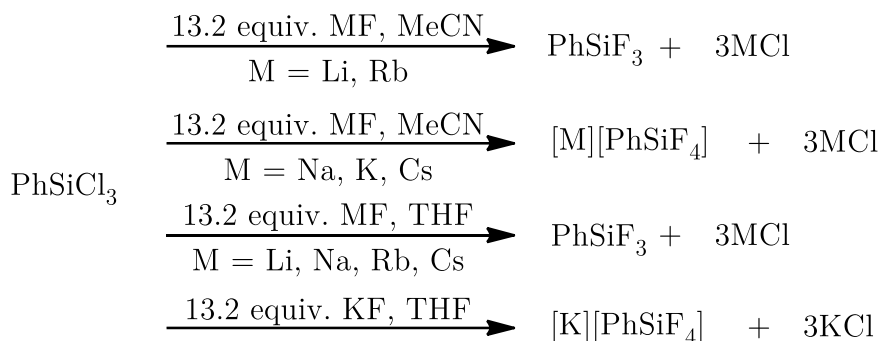 13.2 equiv. MF, MeCN
M = Li, Rb
PhSiF₃ + 3MCl
13.2 equiv. MF, MeCN
M = Na, K, Cs
[M][PhSiF₄] + 3MCl
PhSiCl₃
13.2 equiv. MF, THF
M = Li, Na, Rb, Cs
PhSiF₃ + 3MCl
13.2 equiv. KF, THF
[K][PhSiF₄] + 3KCl